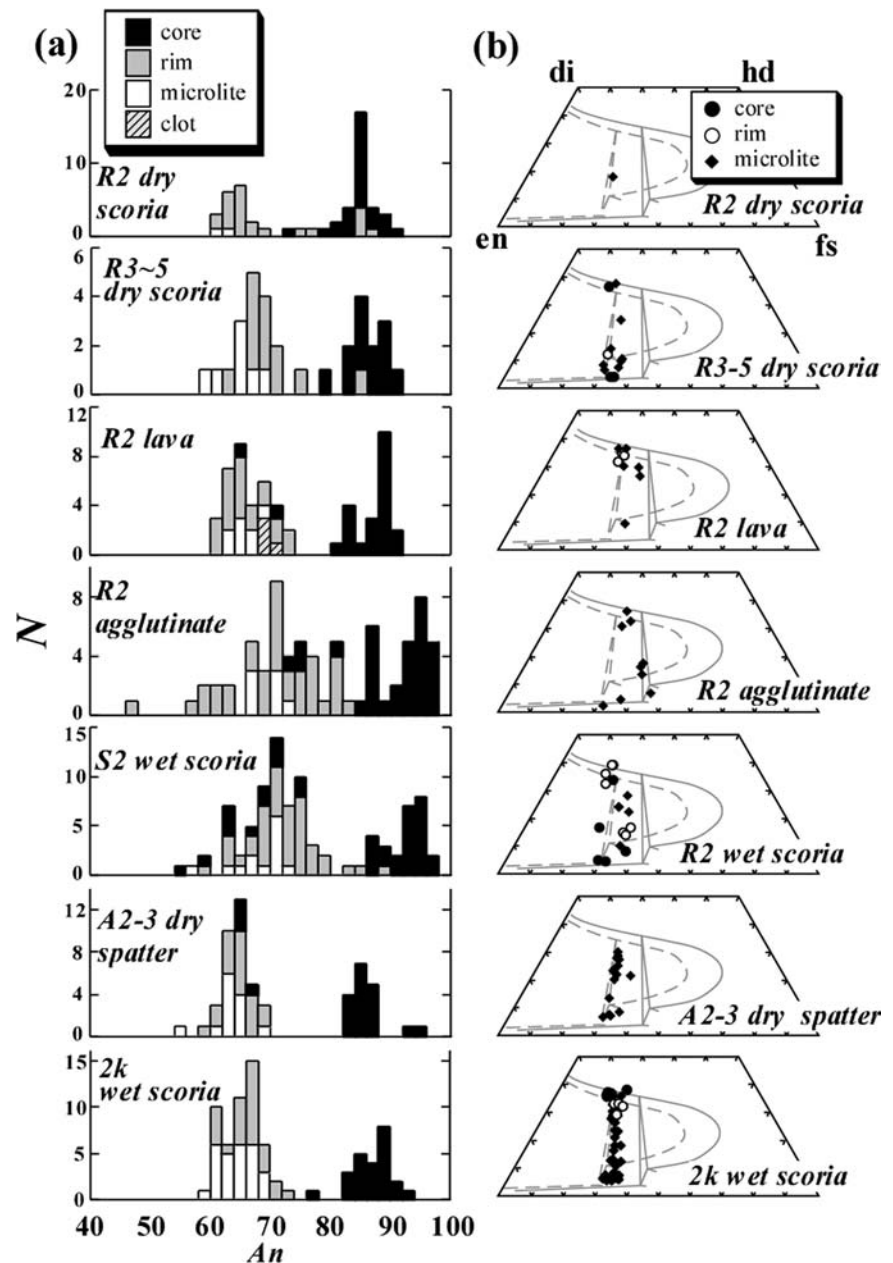 (a)
core
rim
microlite
clot
20
10
0
R2 dry
scoria
6
4
2
0
R3~5
dry scoria
12
8
4
0
R2 lava
8
4
0
R2
agglutinate
N
15
10
5
0
S2 wet scoria
12
8
4
0
A2-3 dry
spatter
15
10
5
0
2k
wet scoria
40 50 60 70 80 90 100
An
(b)
di hd
core
rim
microlite
R2 dry scoria
en fs
R3-5 dry scoria
R2 lava
R2 agglutinate
R2 wet scoria
A2-3 dry spatter
2k wet scoria